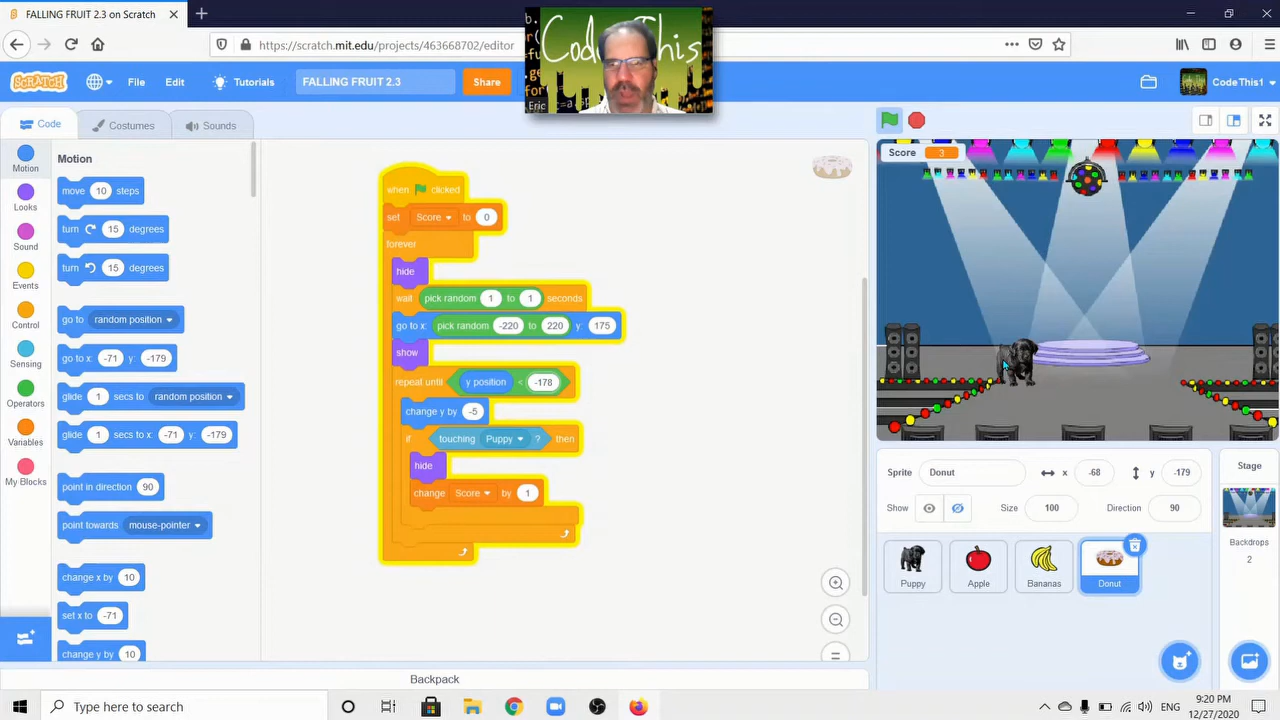 FALLING FRUIT 2.3 on Scratch
https://scratch.mit.edu/projects/463668702/editor
SCRATCH
File
Edit
Tutorials
FALLING FRUIT 2.3
Share
Code This
Eric
CodeThis1
Code
Costumes
Sounds
Motion
Motion
Looks
Sound
Events
Control
Sensing
Operators
Variables
My Blocks
move 10 steps
turn 15 degrees
turn 15 degrees
go to random position
go to x: -71 y: -179
glide 1 secs to random position
glide 1 secs to x: -71 y: -179
point in direction 90
point towards mouse-pointer
change x by 10
set x to -71
change y by 10
when clicked
set Score to 0
forever
hide
wait pick random 1 to 1 seconds
go to x: pick random -220 to 220 y: 175
show
repeat until y position < -178
change y by -5
if touching Puppy ? then
hide
change Score by 1
Score 3
Sprite Donut x -68 y -179
Show Size 100 Direction 90
Puppy
Apple
Bananas
Donut
Stage
Backdrops
2
Backpack
Type here to search
ENG
9:20 PM
12/27/2020